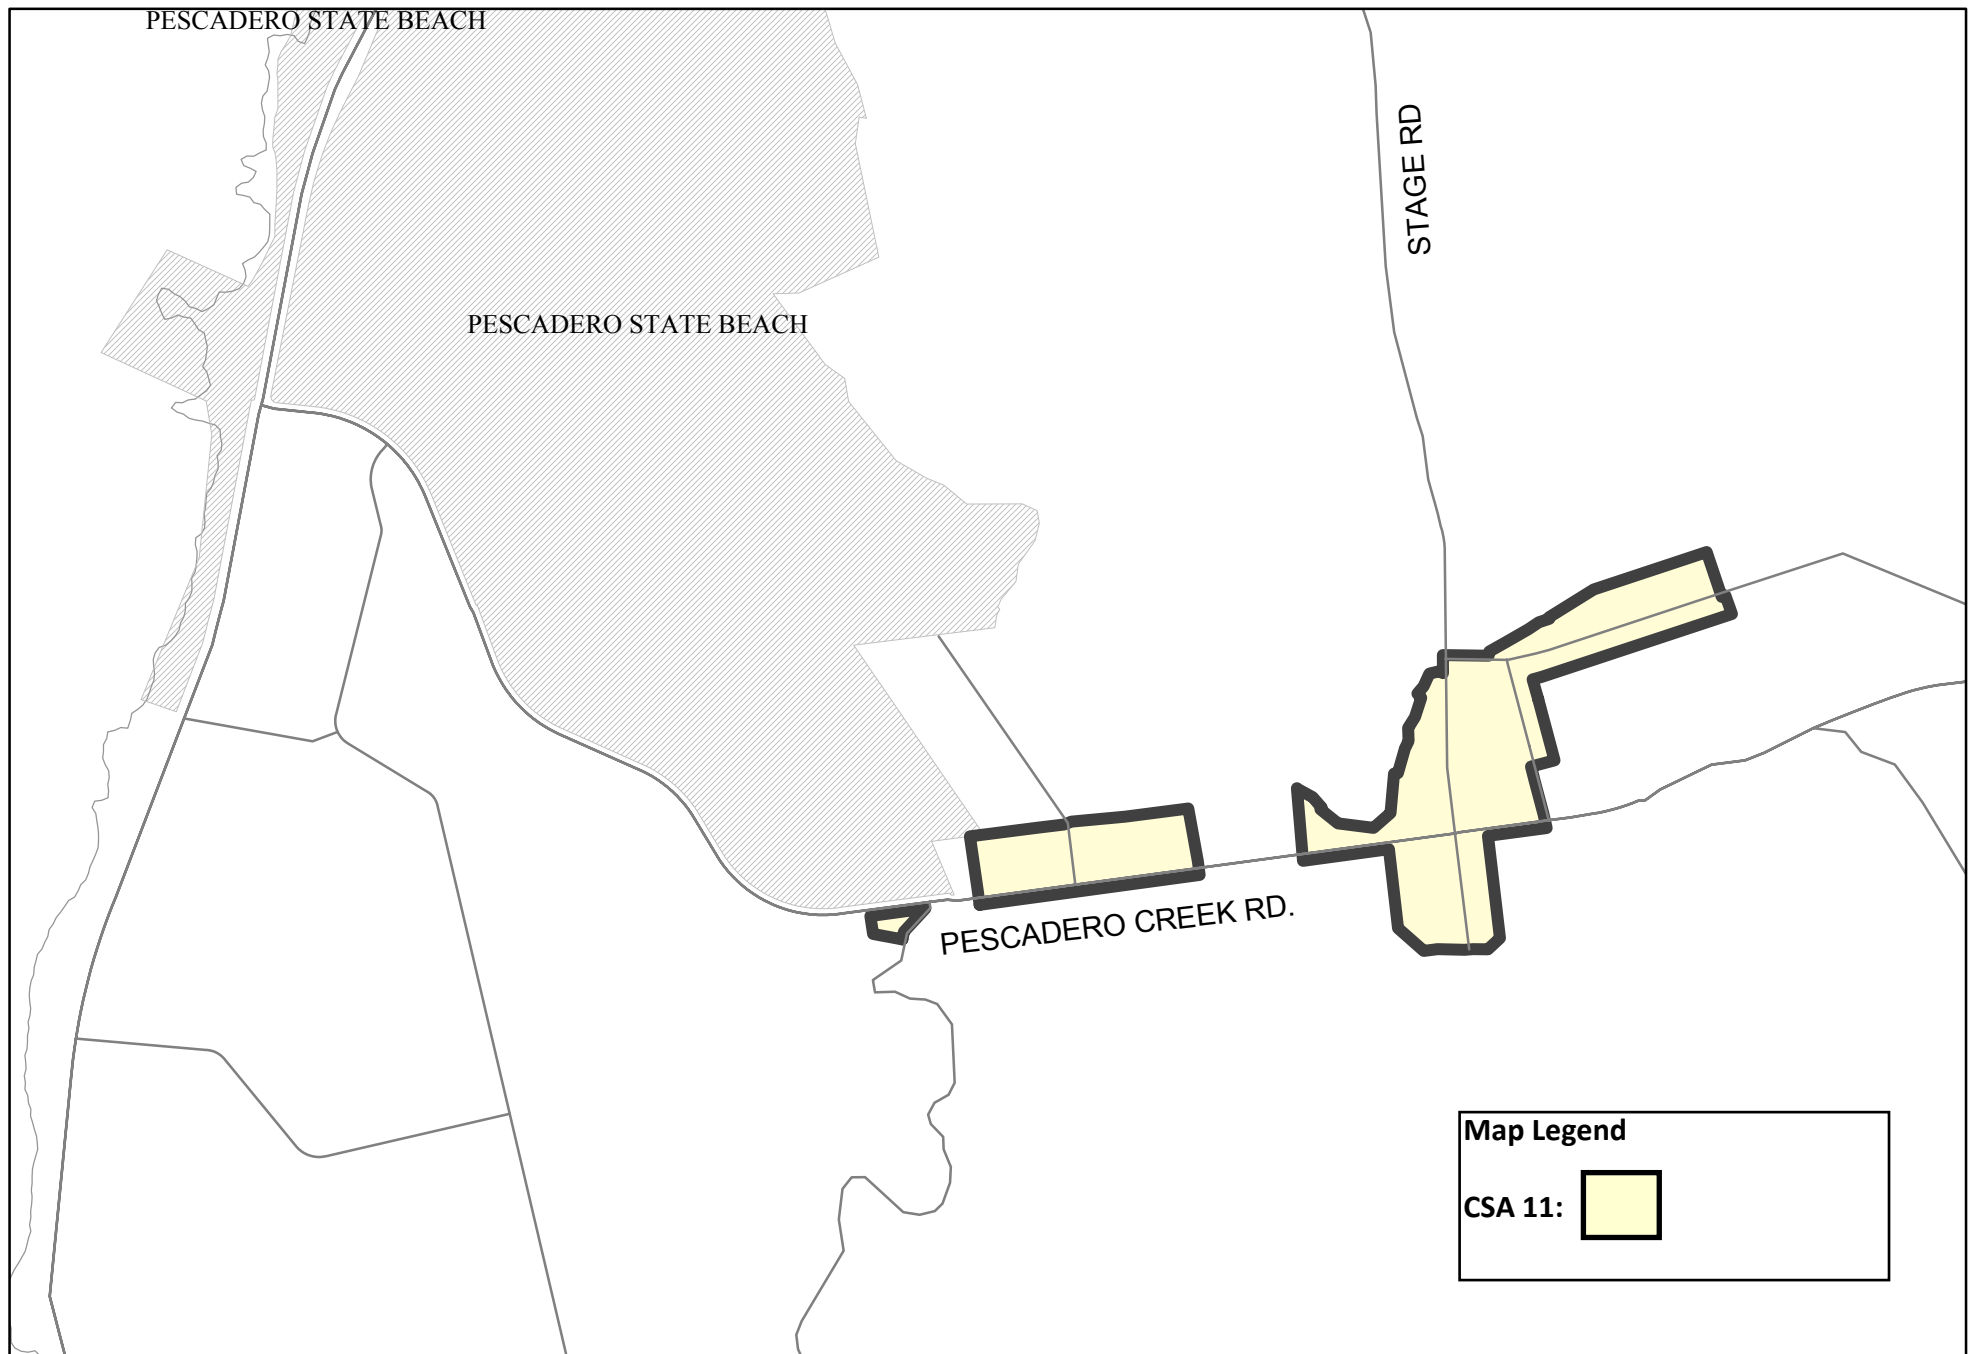 PESCADERO STATE BEACH
STAGE RD
PESCADERO STATE BEACH
PESCADERO CREEK RD.
Map Legend
CSA 11: